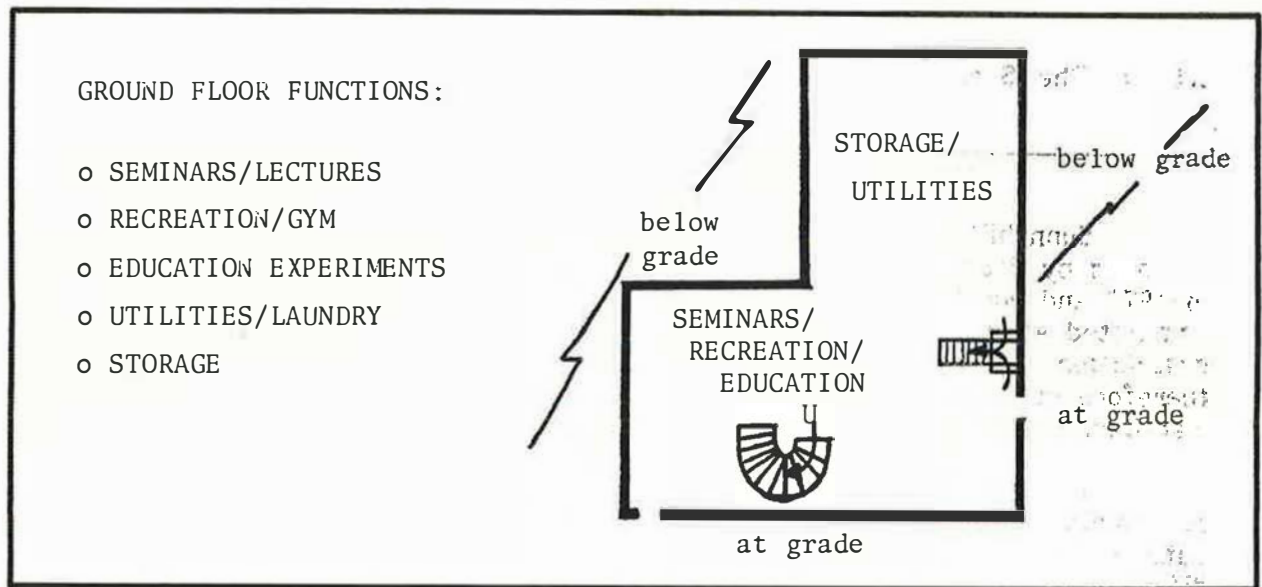 GROUND FLOOR FUNCTIONS:
o SEMINARS/LECTURES
o RECREATION/GYM
o EDUCATION EXPERIMENTS
o UTILITIES/LAUNDRY
o STORAGE
STORAGE/
UTILITIES
below grade
below
grade
SEMINARS/
RECREATION/
EDUCATION
U
at grade
at grade